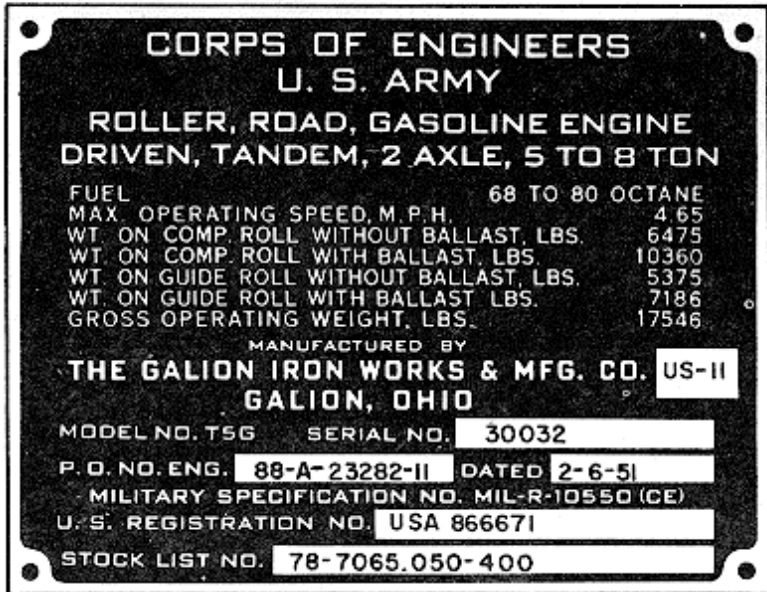 CORPS OF ENGINEERS
U. S. ARMY
ROLLER, ROAD, GASOLINE ENGINE
DRIVEN, TANDEM, 2 AXLE, 5 TO 8 TON
FUEL 68 TO 80 OCTANE
MAX. OPERATING SPEED, M.P.H. 4.65
WT. ON COMP. ROLL WITHOUT BALLAST, LBS. 6475
WT. ON COMP. ROLL WITH BALLAST, LBS. 10360
WT. ON GUIDE ROLL WITHOUT BALLAST, LBS. 5375
WT. ON GUIDE ROLL WITH BALLAST LBS. 7186
GROSS OPERATING WEIGHT, LBS. 17546
MANUFACTURED BY
THE GALION IRON WORKS & MFG. CO. US-11
GALION, OHIO
MODEL NO. T5G SERIAL NO. 30032
P.O. NO. ENG. 88-A-23282-11 DATED 2-6-51
MILITARY SPECIFICATION NO. MIL-R-10550 (CE)
U. S. REGISTRATION NO. USA 866671
STOCK LIST NO. 78-7065.050-400